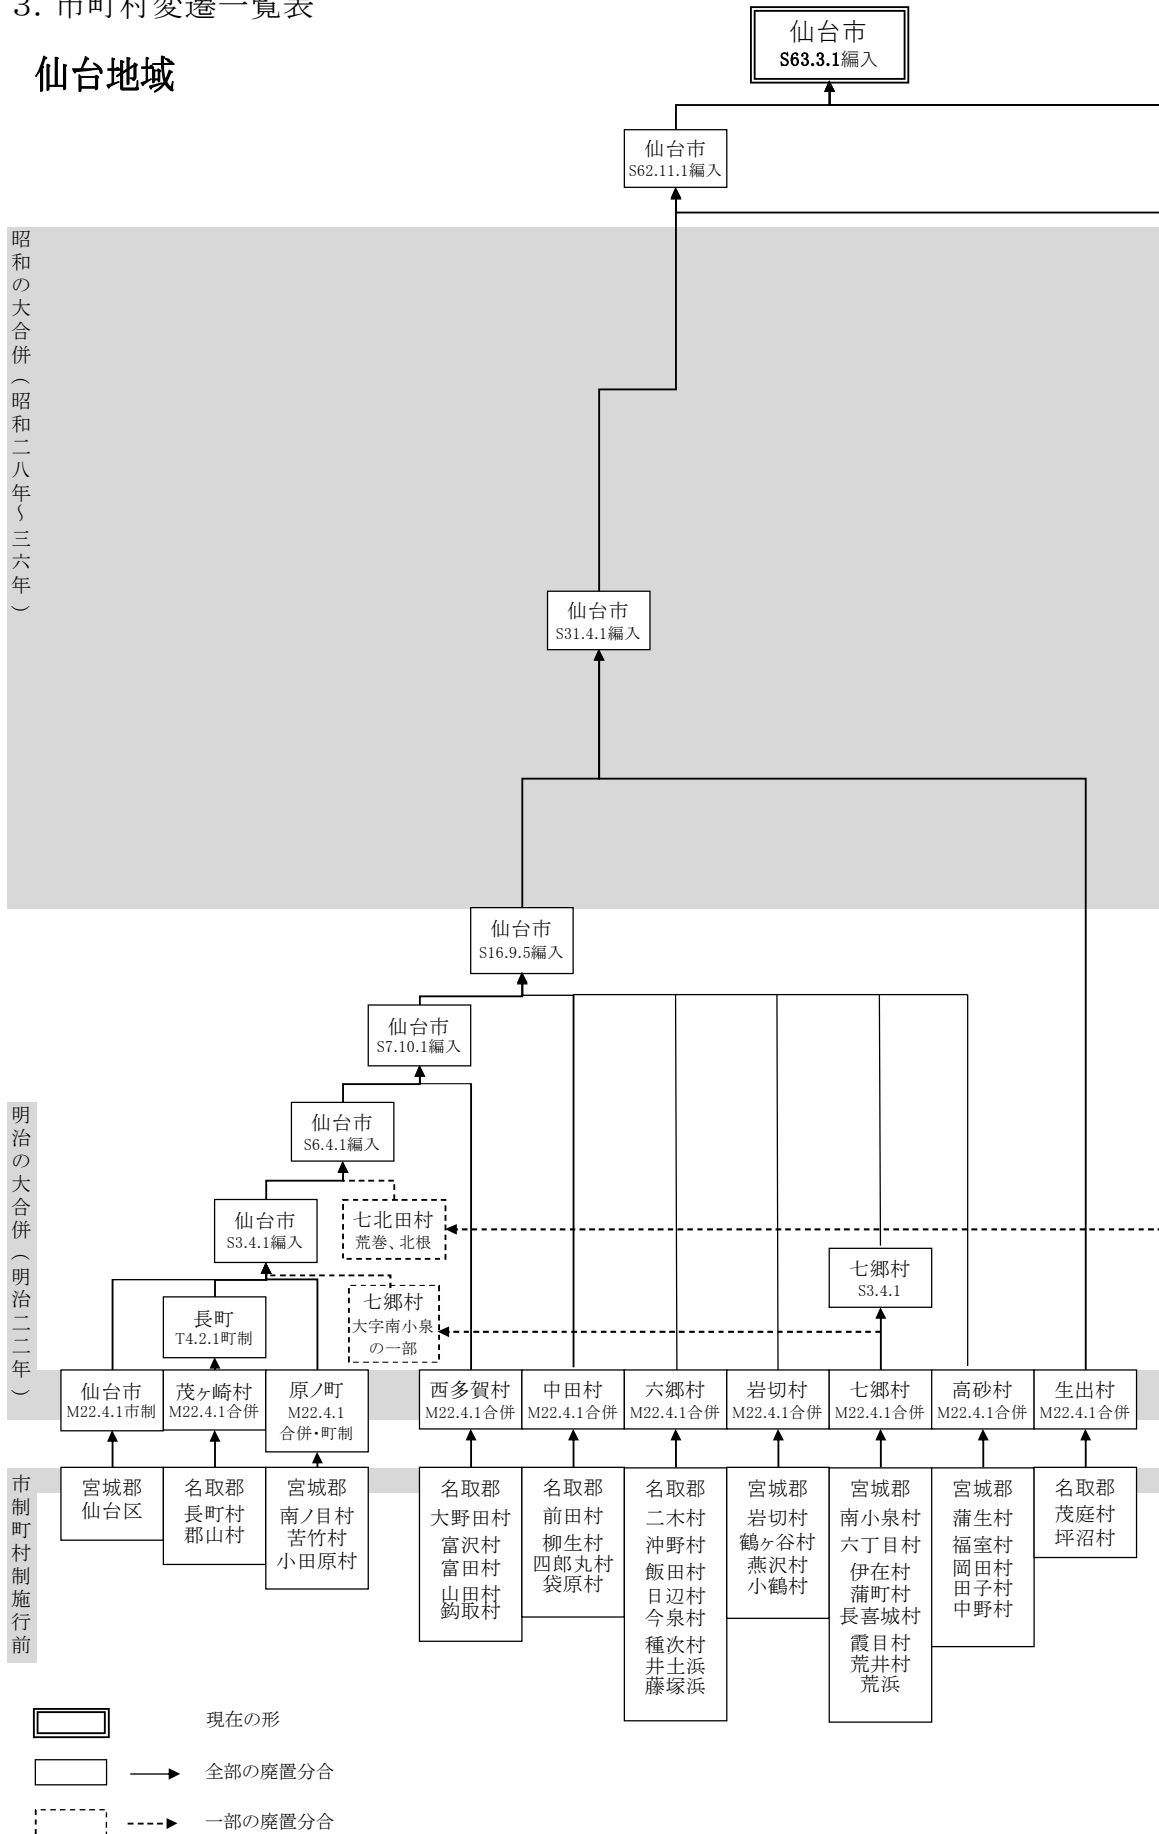 3. 市町村変遷一覧表
仙台地域
仙台市
S63.3.1編入
仙台市
S62.11.1編入
昭和の大合併(昭和二八年~三六年)
仙台市
S31.4.1編入
仙台市
S16.9.5編入
仙台市
S7.10.1編入
明治の大合併(明治二二年)
仙台市
S6.4.1編入
仙台市
S3.4.1編入
七北田村
荒巻、北根
七郷村
S3.4.1
七郷村
大字南小泉
の一部
長町
T4.2.1町制
仙台市
M22.4.1市制
茂ヶ崎村
M22.4.1合併
原ノ町
M22.4.1
合併・町制
西多賀村
M22.4.1合併
中田村
M22.4.1合併
六郷村
M22.4.1合併
岩切村
M22.4.1合併
七郷村
M22.4.1合併
高砂村
M22.4.1合併
生出村
M22.4.1合併
市制町村制施行前
宮城郡
仙台区
名取郡
長町村
郡山村
宮城郡
南ノ目村
苦竹村
小田原村
名取郡
大野田村
富沢村
富田村
山田村
鈎取村
名取郡
前田村
柳生村
四郎丸村
袋原村
名取郡
二木村
沖野村
飯田村
日辺村
今泉村
種次村
井土浜
藤塚浜
宮城郡
岩切村
鶴ヶ谷村
燕沢村
小鶴村
宮城郡
南小泉村
六丁目村
伊在村
蒲町村
長喜城村
霞目村
荒井村
荒浜
宮城郡
蒲生村
福室村
岡田村
田子村
中野村
名取郡
茂庭村
坪沼村
現在の形
全部の廃置分合
一部の廃置分合